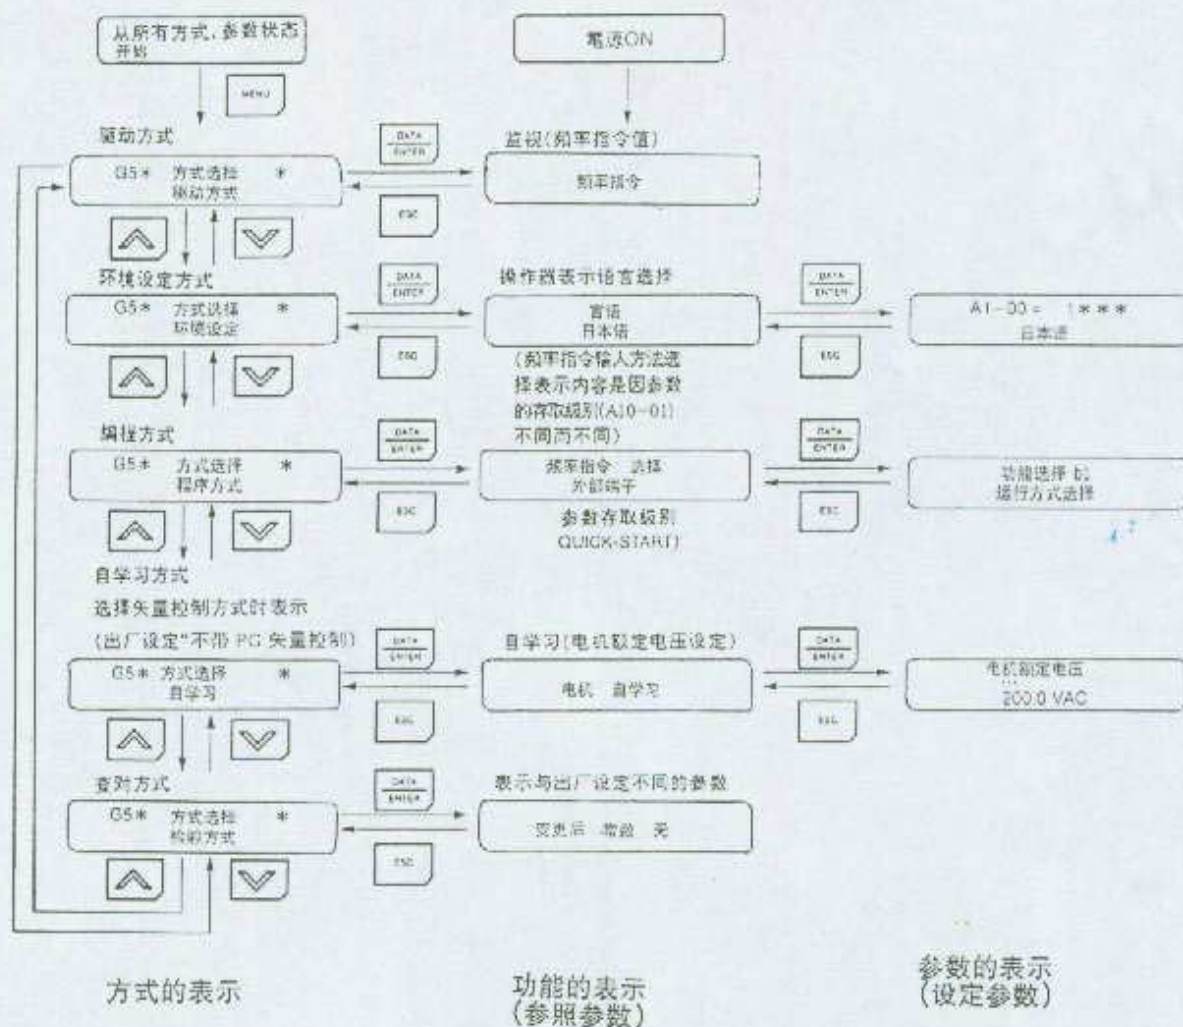 从所有方式、参数状态
开始
电源ON
MENU
驱动方式
DATA
ENTER
监视(频率指令值)
G5* 方式选择 *
驱动方式
频率指令
ESC
环境设定方式
DATA
ENTER
操作器表示语言选择
DATA
ENTER
G5* 方式选择 *
环境设定
言语
日本语
A1-00= 1***
日本语
ESC
ESC
(频率指令输入方法选
择表示内容是因参数
的存取级别(A10-01)
不同而不同)
编程方式
DATA
ENTER
DATA
ENTER
G5* 方式选择 *
程序方式
频率指令 选择
外部端子
功能选择 b1
运行方式选择
ESC
ESC
参数存取级别
QUICK-START)
自学习方式
选择矢量控制方式时表示
(出厂设定"不带 PG 矢量控制)
DATA
ENTER
自学习(电机额定电压设定)
DATA
ENTER
G5* 方式选择 *
自学习
电机 自学习
电机额定电压
200.0 VAC
ESC
ESC
查对方式
DATA
ENTER
表示与出厂设定不同的参数
G5* 方式选择 *
检验方式
变更后 常数
ESC
方式的表示
功能的表示
(参照参数)
参数的表示
(设定参数)